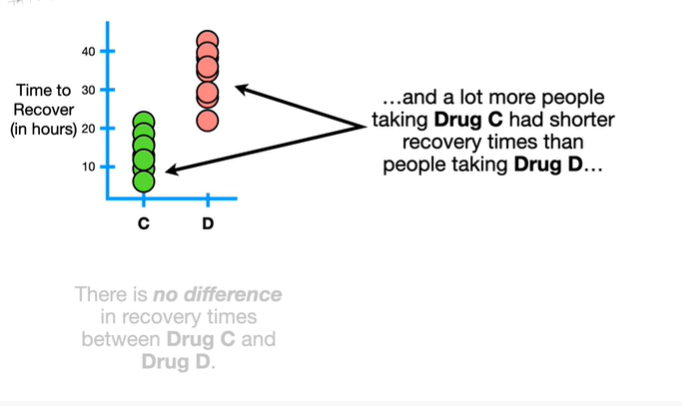 40
Time to 30
Recover
(in hours) 20
10
C D
...and a lot more people
taking Drug C had shorter
recovery times than
people taking Drug D...
There is no difference
in recovery times
between Drug C and
Drug D.